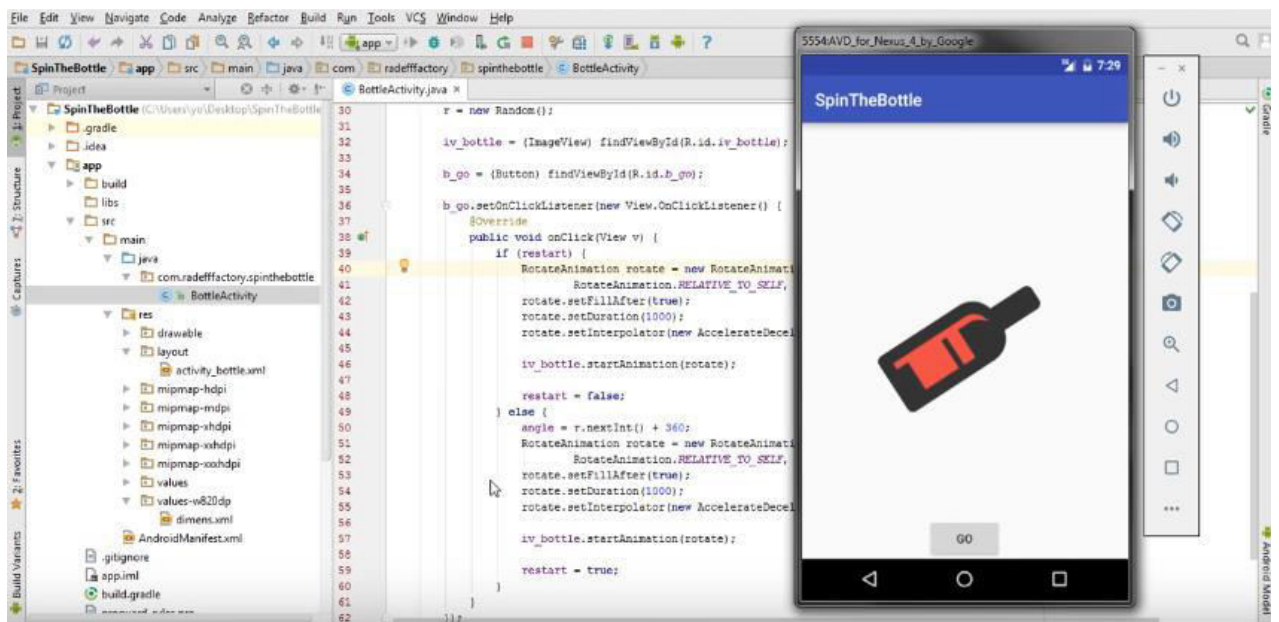 File Edit View Navigate Code Analyze Refactor Build Run Tools VCS Window Help
app
SpinTheBottle app src main java com radefffactory spinthebottle BottleActivity
Project
BottleActivity.java
1: Project
7: Structure
Captures
2: Favorites
Build Variants
SpinTheBottle (C:\Users\yo\Desktop\SpinTheBottle
.gradle
.idea
app
build
libs
src
main
java
com.radefffactory.spinthebottle
BottleActivity
res
drawable
layout
activity_bottle.xml
mipmap-hdpi
mipmap-mdpi
mipmap-xhdpi
mipmap-xxhdpi
mipmap-xxxhdpi
values
values-w820dp
dimens.xml
AndroidManifest.xml
.gitignore
app.iml
build.gradle
30 r = new Random();
31
32 iv_bottle = (ImageView) findViewById(R.id.iv_bottle);
33
34 b_go = (Button) findViewById(R.id.b_go);
35
36 b_go.setOnClickListener(new View.OnClickListener() {
37 @Override
38 public void onClick(View v) {
39 if (restart) {
40 RotateAnimation rotate = new RotateAnimati
41 RotateAnimation.RELATIVE_TO_SELF,
42 rotate.setFillAfter(true);
43 rotate.setDuration(1000);
44 rotate.setInterpolator(new AccelerateDecel
45
46 iv_bottle.startAnimation(rotate);
47
48 restart = false;
49 } else {
50 angle = r.nextInt() + 360;
51 RotateAnimation rotate = new RotateAnimati
52 RotateAnimation.RELATIVE_TO_SELF,
53 rotate.setFillAfter(true);
54 rotate.setDuration(1000);
55 rotate.setInterpolator(new AccelerateDecel
56
57 iv_bottle.startAnimation(rotate);
58
59 restart = true;
60 }
61 }
62 });
5554:AVD_for_Nexus_4_by_Google
7:29
SpinTheBottle
GO
Gradle
Android Model